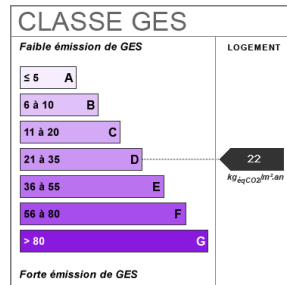 CLASSE GES
Faible émission de GES
LOGEMENT
≤ 5 A
6 à 10 B
11 à 20 C
21 à 35 D
22
kgéqCO2/m².an
36 à 55 E
56 à 80 F
> 80 G
Forte émission de GES